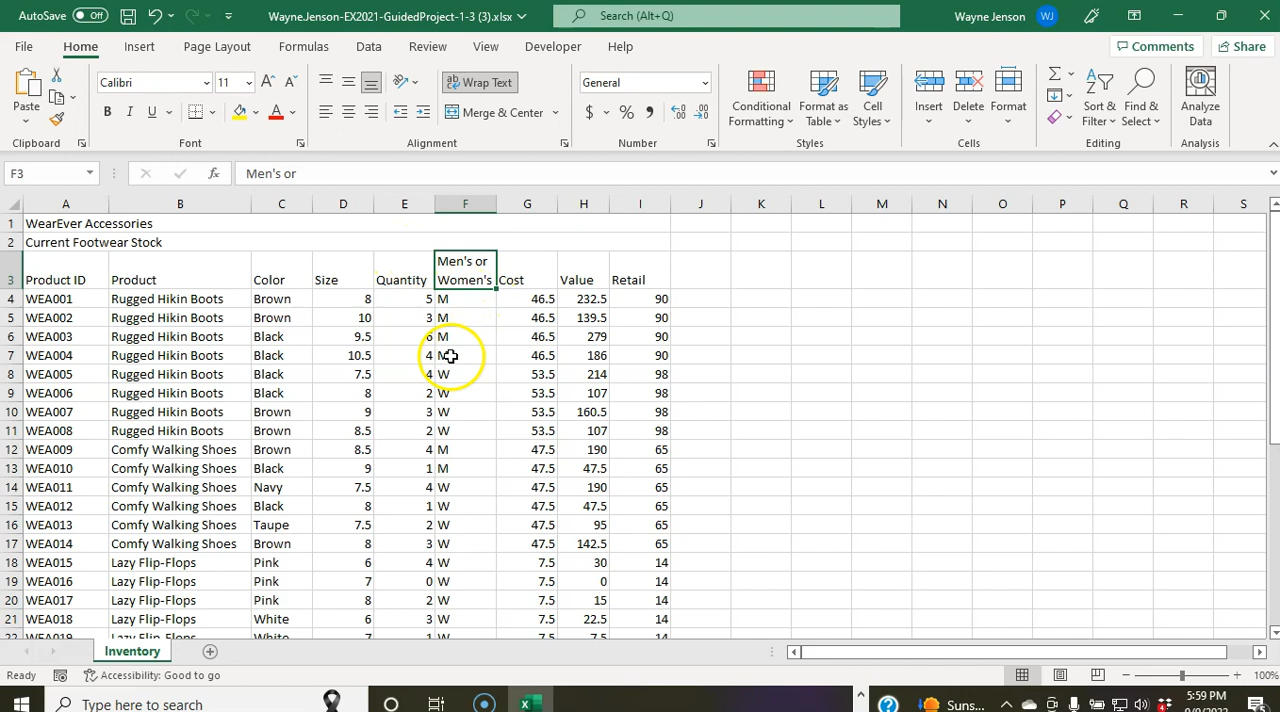 AutoSave Off WayneJenson-EX2021-GuidedProject-1-3 (3).xlsx Search (Alt+Q) Wayne Jenson WJ
File Home Insert Page Layout Formulas Data Review View Developer Help Comments Share
Paste Calibri 11 Wrap Text General Conditional Formatting Format as Table Cell Styles Insert Delete Format Sort & Filter Find & Select Analyze Data
B I U A Merge & Center $ %
Clipboard Font Alignment Number Styles Cells Editing Analysis
F3 fx Men's or
A B C D E F G H I J K L M N O P Q R S
1 WearEver Accessories
2 Current Footwear Stock
3 Product ID Product Color Size Quantity Men's or Women's Cost Value Retail
4 WEA001 Rugged Hikin Boots Brown 8 5 M 46.5 232.5 90
5 WEA002 Rugged Hikin Boots Brown 10 3 M 46.5 139.5 90
6 WEA003 Rugged Hikin Boots Black 9.5 6 M 46.5 279 90
7 WEA004 Rugged Hikin Boots Black 10.5 4 M 46.5 186 90
8 WEA005 Rugged Hikin Boots Black 7.5 4 W 53.5 214 98
9 WEA006 Rugged Hikin Boots Black 8 2 W 53.5 107 98
10 WEA007 Rugged Hikin Boots Brown 9 3 W 53.5 160.5 98
11 WEA008 Rugged Hikin Boots Brown 8.5 2 W 53.5 107 98
12 WEA009 Comfy Walking Shoes Brown 8.5 4 M 47.5 190 65
13 WEA010 Comfy Walking Shoes Black 9 1 M 47.5 47.5 65
14 WEA011 Comfy Walking Shoes Navy 7.5 4 W 47.5 190 65
15 WEA012 Comfy Walking Shoes Black 8 1 W 47.5 47.5 65
16 WEA013 Comfy Walking Shoes Taupe 7.5 2 W 47.5 95 65
17 WEA014 Comfy Walking Shoes Brown 8 3 W 47.5 142.5 65
18 WEA015 Lazy Flip-Flops Pink 6 4 W 7.5 30 14
19 WEA016 Lazy Flip-Flops Pink 7 0 W 7.5 0 14
20 WEA017 Lazy Flip-Flops Pink 8 2 W 7.5 15 14
21 WEA018 Lazy Flip-Flops White 6 3 W 7.5 22.5 14
22 WEA019 Lazy Flip-Flops White 7 1 W 7.5 7.5 14
Inventory
Ready Accessibility: Good to go 100%
Type here to search Suns... 5:59 PM